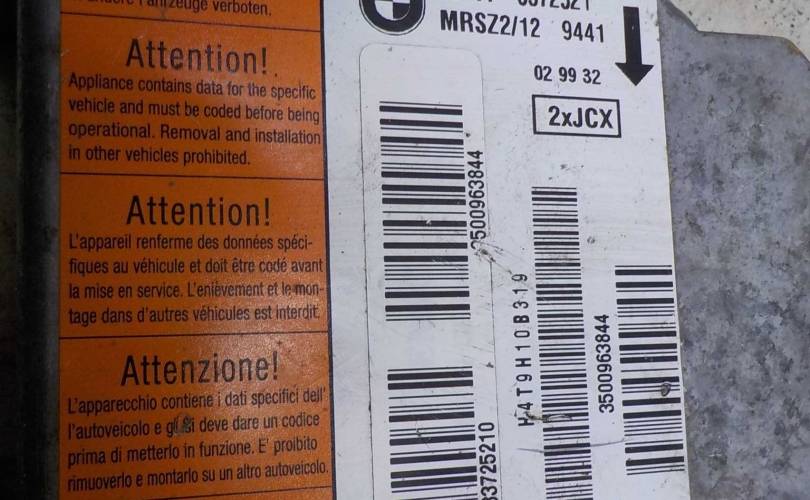 verboten.
Attention!
Appliance contains data for the specific
vehicle and must be coded before being
operational. Removal and installation
in other vehicles prohibited.
Attention!
L'appareil renferme des données spéci-
fiques au véhicule et doit être codé avant
la mise en service. L'enièvement et le mon-
tage dans d'autres véhicules est interdit.
Attenzione!
L'apparecchio contiene i dati specifici dell'
l'autoveicolo e deve dare un codice
prima di metterlo in funzione. E' proibito
rimuoverlo e montarlo su un altro autoveicolo.
MRSZ2/12 9441
02 99 32
2xJCX
3500963844
H4T9H10B319
3500963844
83725210